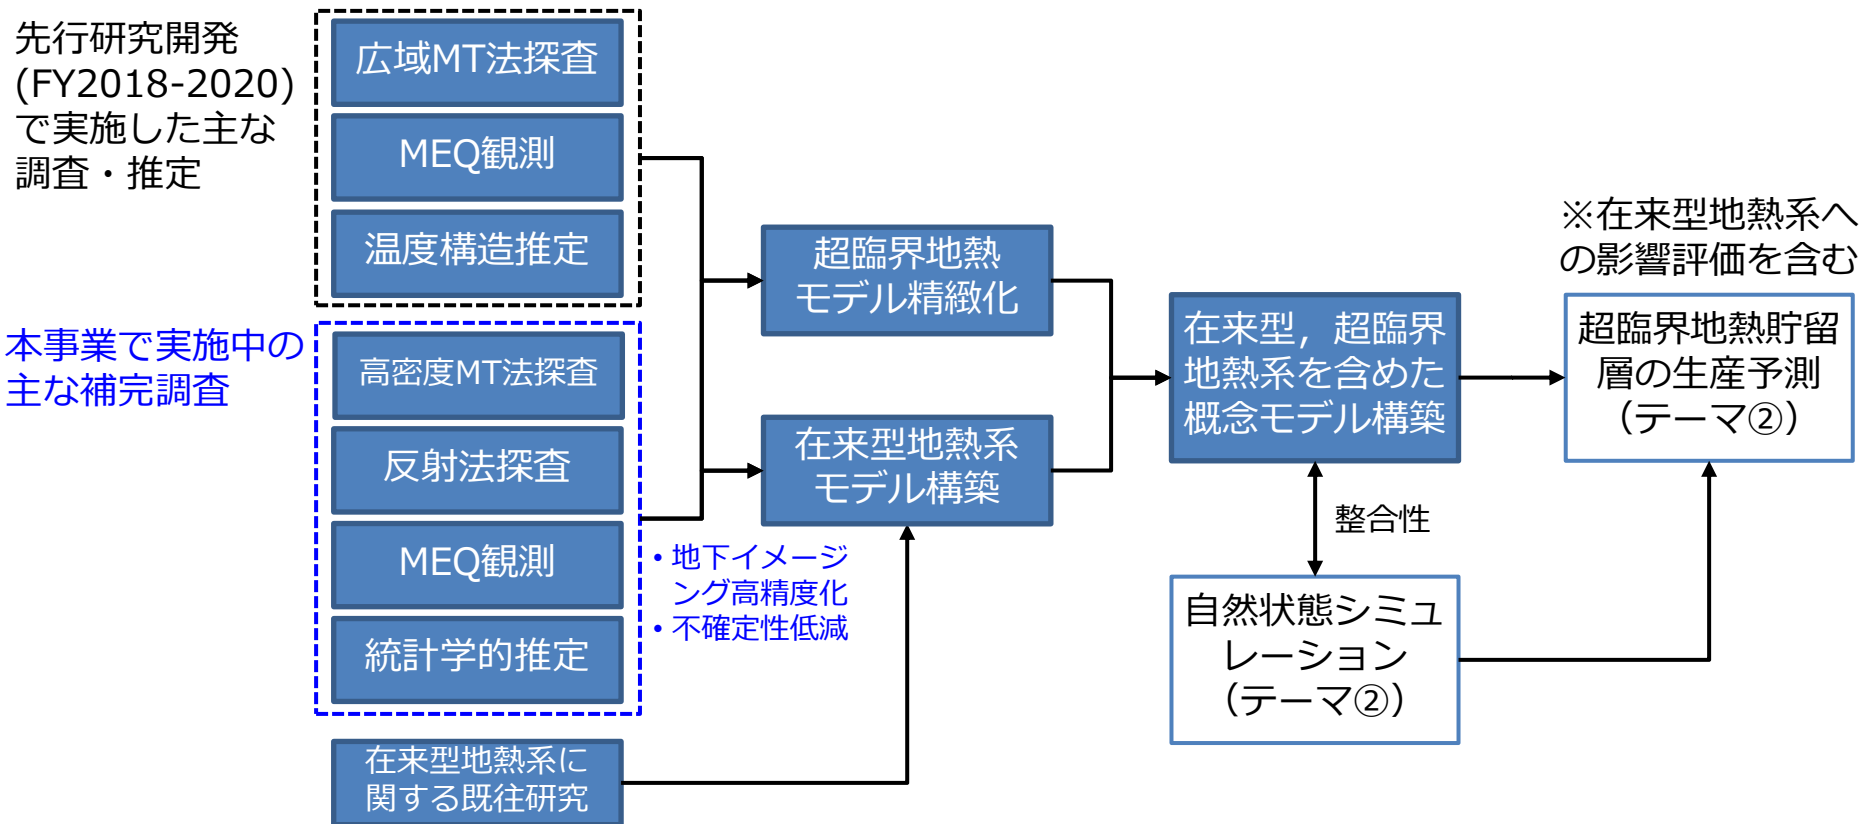 先行研究開発
(FY2018-2020)
で実施した主な
調査・推定
広域MT法探査
MEQ観測
温度構造推定
本事業で実施中の
主な補完調査
高密度MT法探査
反射法探査
MEQ観測
統計学的推定
在来型地熱系に
関する既往研究
・地下イメージ
ング高精度化
・不確定性低減
超臨界地熱
モデル精緻化
在来型地熱系
モデル構築
在来型，超臨界
地熱系を含めた
概念モデル構築
整合性
自然状態シミュ
レーション
（テーマ②）
※在来型地熱系へ
の影響評価を含む
超臨界地熱貯留
層の生産予測
（テーマ②）